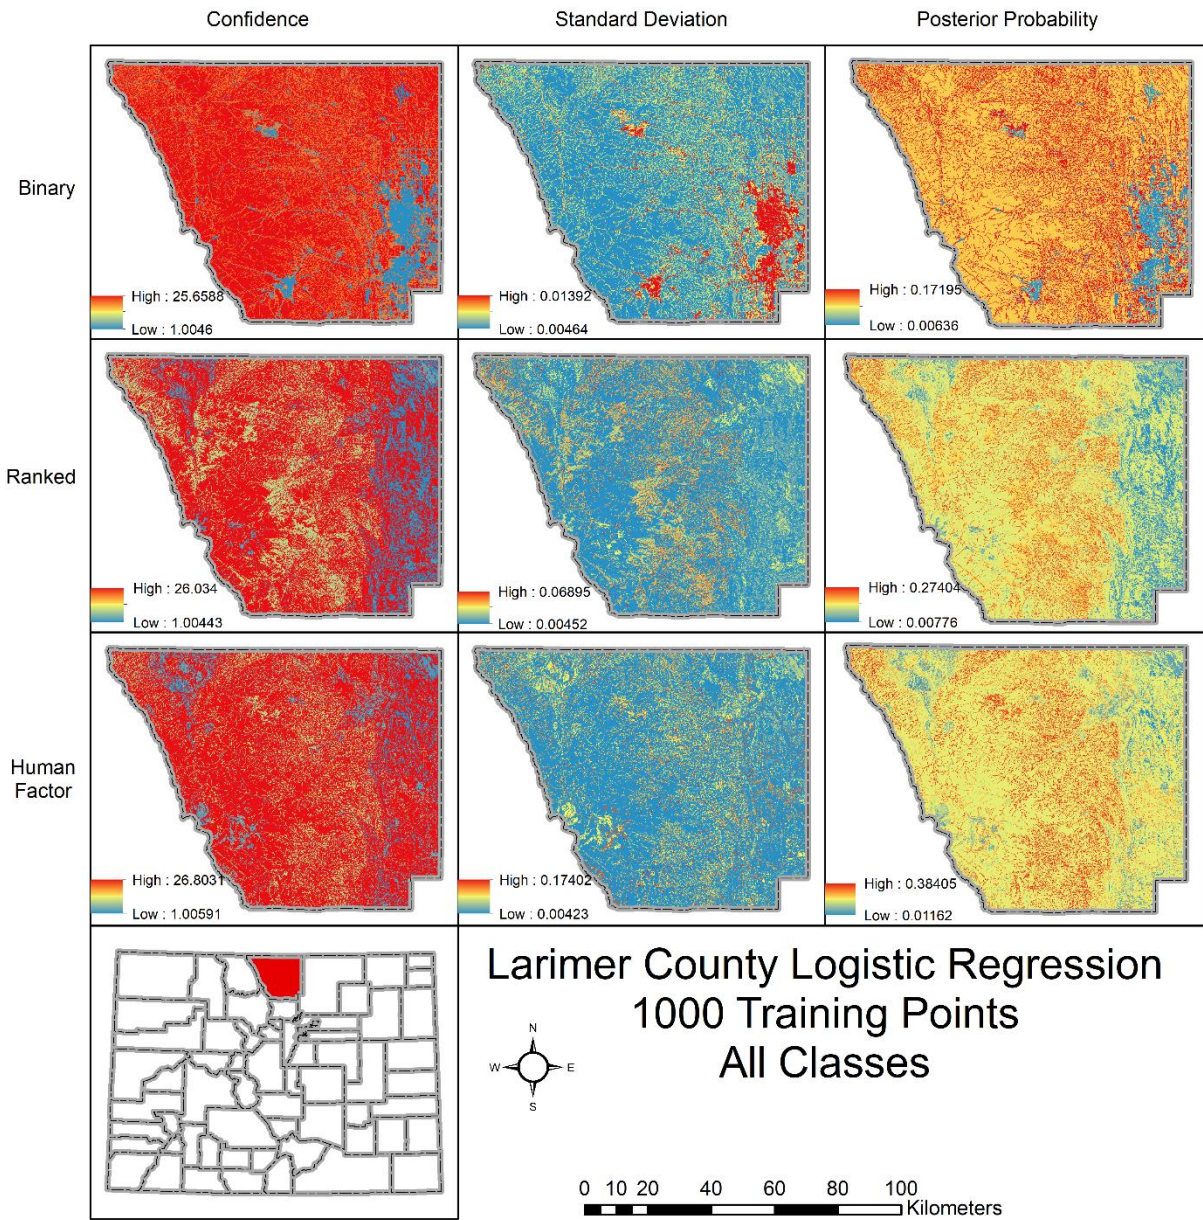 Confidence
Standard Deviation
Posterior Probability
Binary
High : 25.6588
Low : 1.0046
High : 0.01392
Low : 0.00464
High : 0.17195
Low : 0.00636
Ranked
High : 26.034
Low : 1.00443
High : 0.06895
Low : 0.00452
High : 0.27404
Low : 0.00776
Human
Factor
High : 26.8031
Low : 1.00591
High : 0.17402
Low : 0.00423
High : 0.38405
Low : 0.01162
Larimer County Logistic Regression
1000 Training Points
All Classes
N
W E
S
0 5 10 20 40 60 80 100
Kilometers